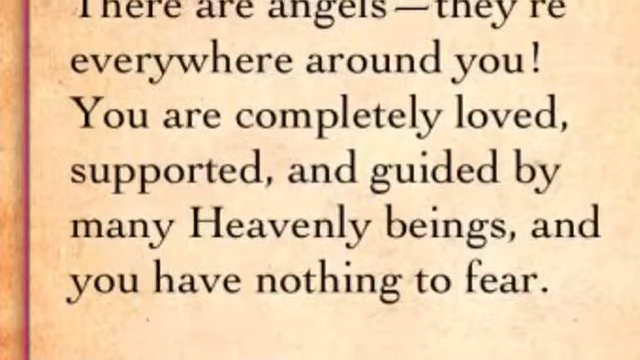 There are angels—they're
everywhere around you!
You are completely loved,
supported, and guided by
many Heavenly beings, and
you have nothing to fear.